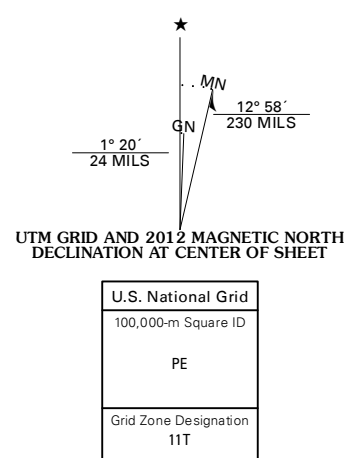 ★
MN
GN
12° 58´
230 MILS
1° 20´
24 MILS
UTM GRID AND 2012 MAGNETIC NORTH
DECLINATION AT CENTER OF SHEET
U.S. National Grid
100,000-m Square ID
PE
Grid Zone Designation
11T